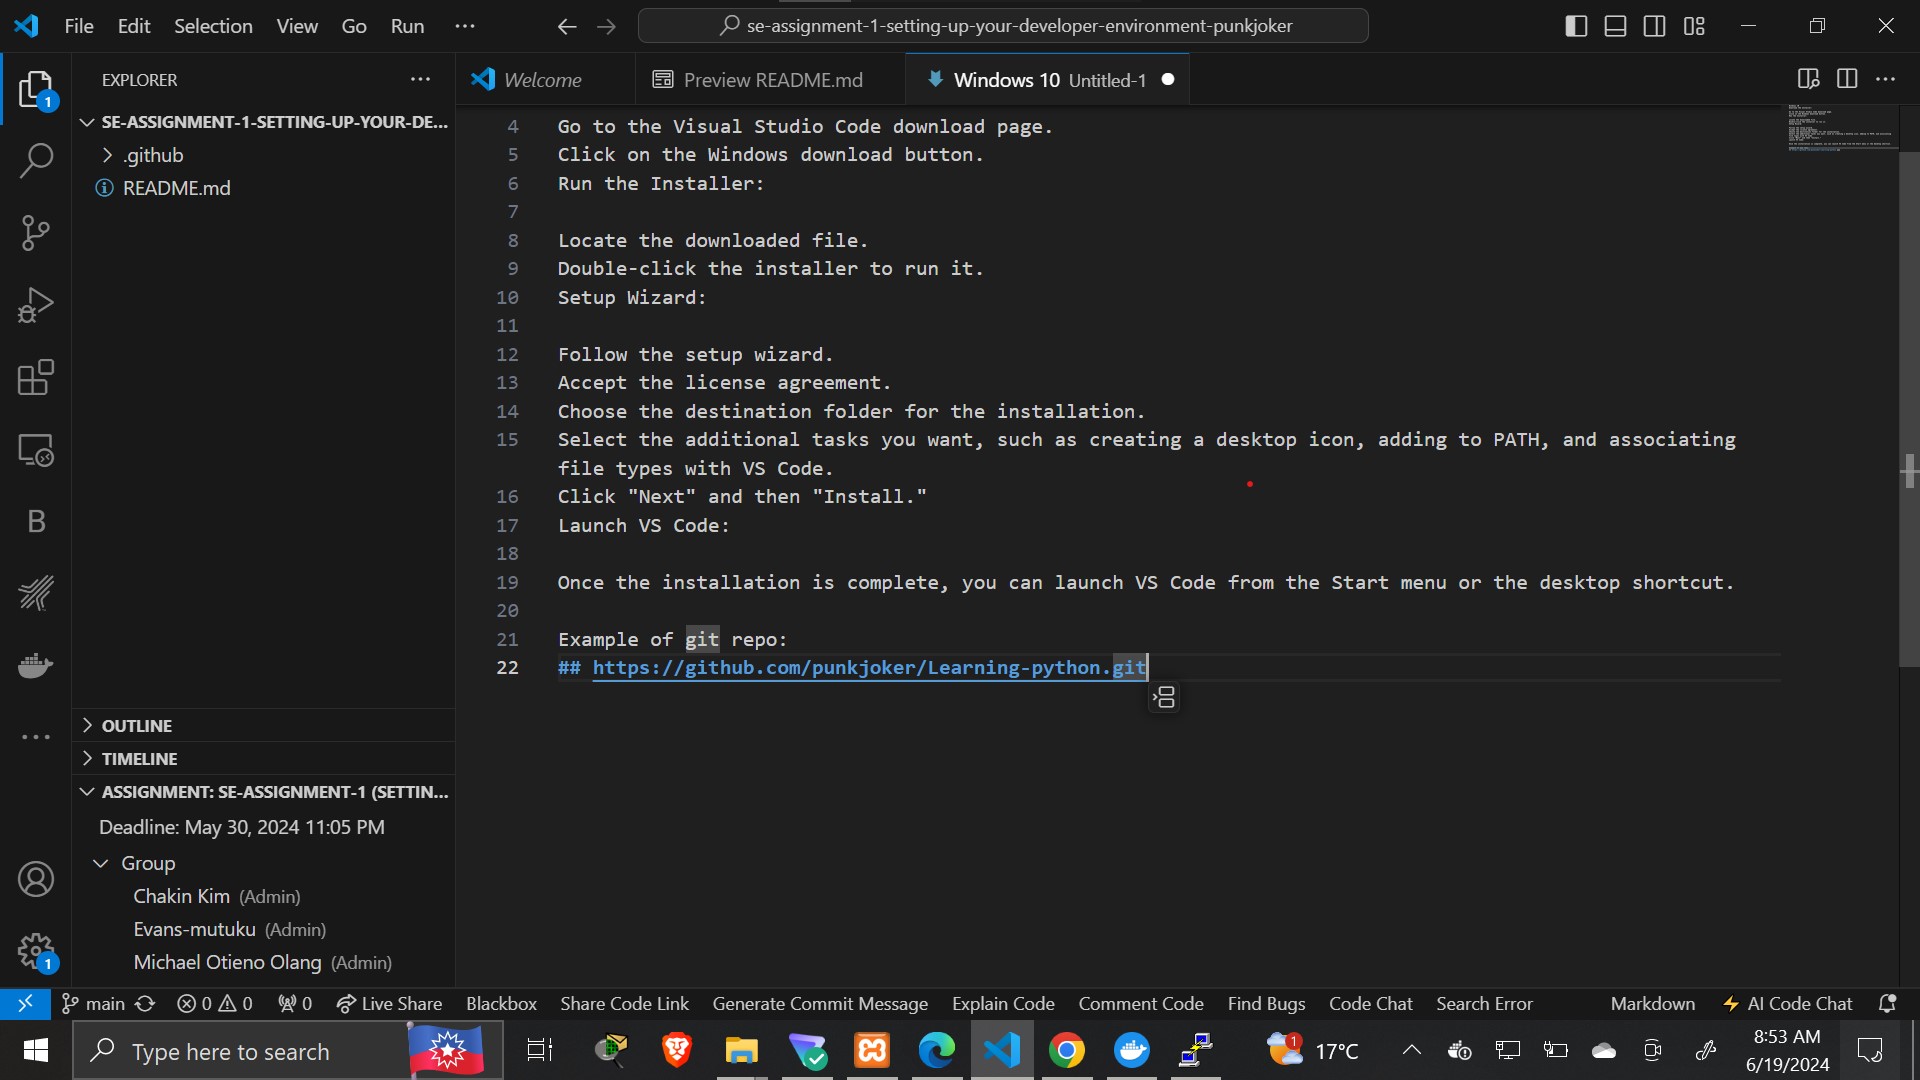 File Edit Selection View Go Run ···
se-assignment-1-setting-up-your-developer-environment-punkjoker
EXPLORER
Welcome
Preview README.md
Windows 10 Untitled-1
1
SE-ASSIGNMENT-1-SETTING-UP-YOUR-DE...
.github
README.md
4 Go to the Visual Studio Code download page.
5 Click on the Windows download button.
6 Run the Installer:
7
8 Locate the downloaded file.
9 Double-click the installer to run it.
10 Setup Wizard:
11
12 Follow the setup wizard.
13 Accept the license agreement.
14 Choose the destination folder for the installation.
15 Select the additional tasks you want, such as creating a desktop icon, adding to PATH, and associating
file types with VS Code.
16 Click "Next" and then "Install."
17 Launch VS Code:
18
19 Once the installation is complete, you can launch VS Code from the Start menu or the desktop shortcut.
20
21 Example of git repo:
22 ## https://github.com/punkjoker/Learning-python.git
B
OUTLINE
TIMELINE
ASSIGNMENT: SE-ASSIGNMENT-1 (SETTIN...
Deadline: May 30, 2024 11:05 PM
Group
Chakin Kim (Admin)
Evans-mutuku (Admin)
Michael Otieno Olang (Admin)
1
main 0 0 0 Live Share Blackbox Share Code Link Generate Commit Message Explain Code Comment Code Find Bugs Code Chat Search Error Markdown AI Code Chat
Type here to search
1
17°C
8:53 AM
6/19/2024